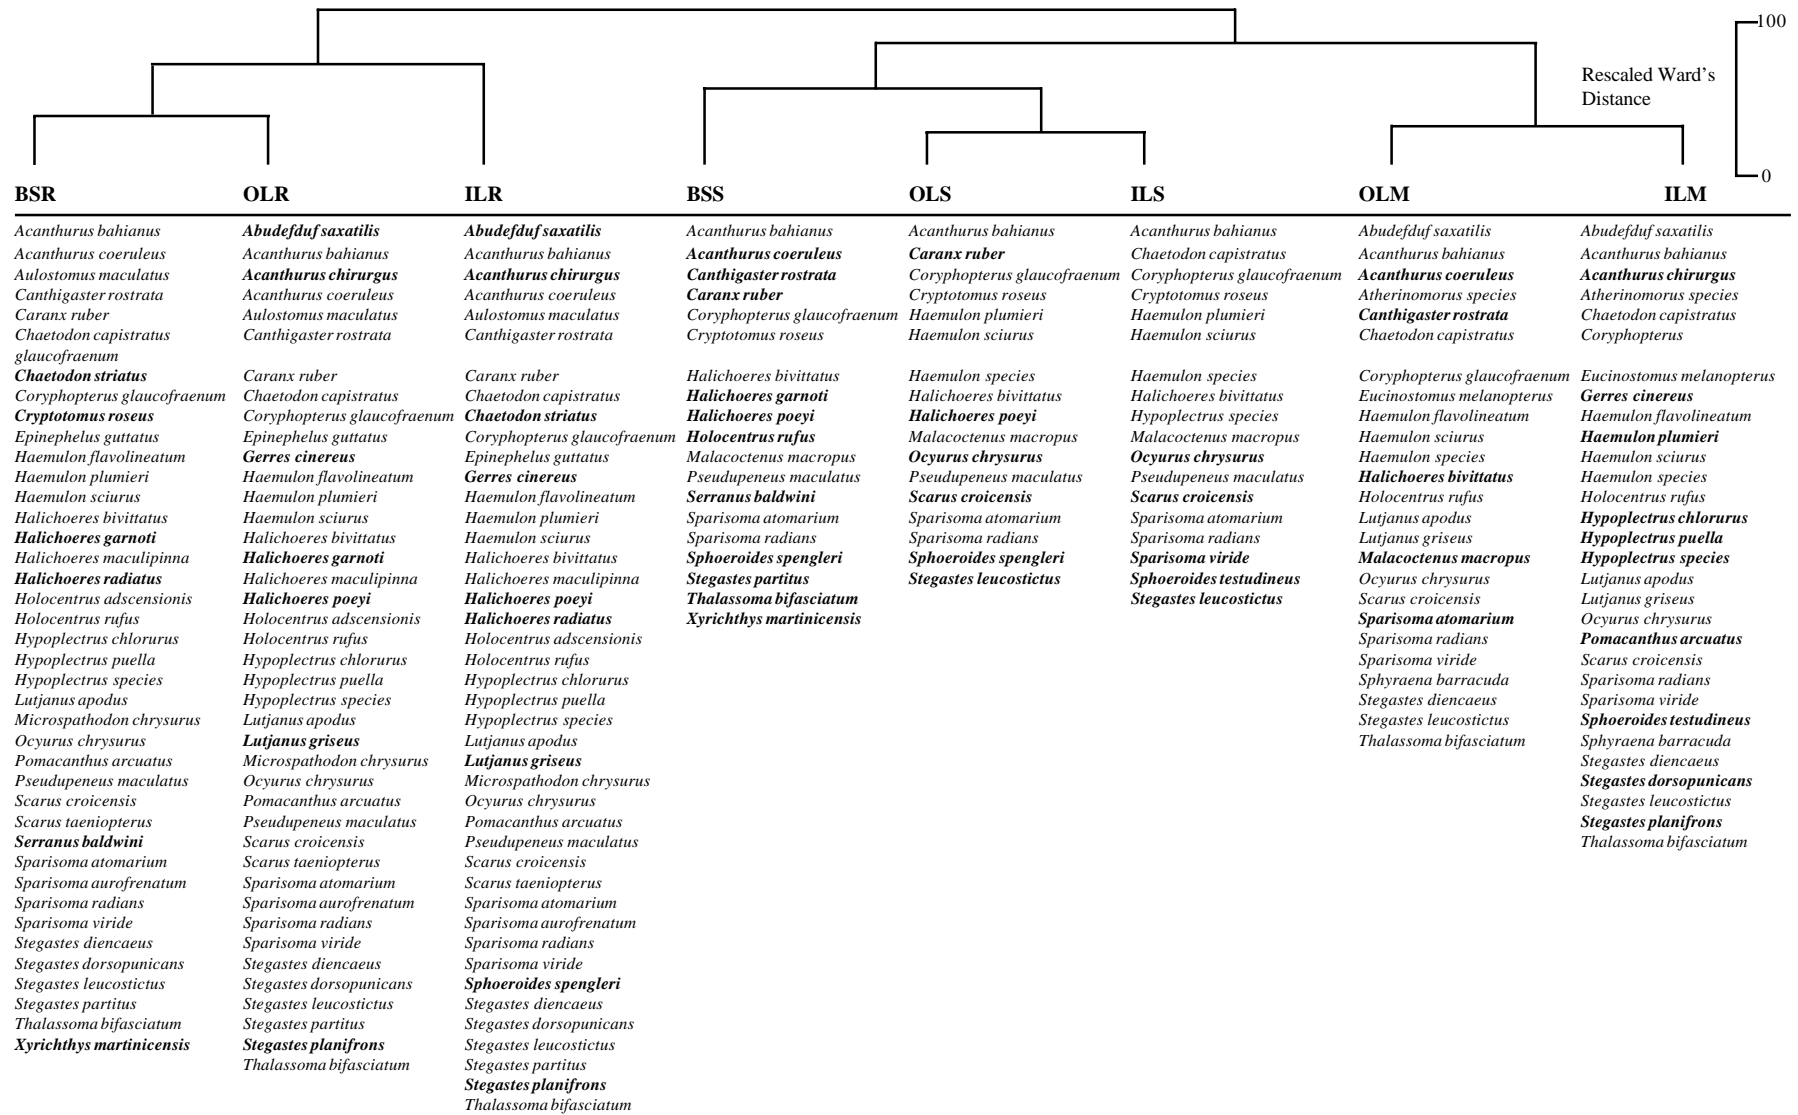 100
Rescaled Ward's
Distance
0
BSR
Acanthurus bahianus
Acanthurus coeruleus
Aulostomus maculatus
Canthigaster rostrata
Caranx ruber
Chaetodon capistratus
glaucofraenum
Chaetodon striatus
Coryphopterus glaucofraenum
Cryptotomus roseus
Epinephelus guttatus
Haemulon flavolineatum
Haemulon plumieri
Haemulon sciurus
Halichoeres bivittatus
Halichoeres garnoti
Halichoeres maculipinna
Halichoeres radiatus
Holocentrus adscensionis
Holocentrus rufus
Hypoplectrus chlorurus
Hypoplectrus puella
Hypoplectrus species
Lutjanus apodus
Microspathodon chrysurus
Ocyurus chrysurus
Pomacanthus arcuatus
Pseudupeneus maculatus
Scarus croicensis
Scarus taeniopterus
Serranus baldwini
Sparisoma atomarium
Sparisoma aurofrenatum
Sparisoma radians
Sparisoma viride
Stegastes diencaeus
Stegastes dorsopunicans
Stegastes leucostictus
Stegastes partitus
Thalassoma bifasciatum
Xyrichthys martinicensis
OLR
Abudefduf saxatilis
Acanthurus bahianus
Acanthurus chirurgus
Acanthurus coeruleus
Aulostomus maculatus
Canthigaster rostrata
Caranx ruber
Chaetodon capistratus
Coryphopterus glaucofraenum
Epinephelus guttatus
Gerres cinereus
Haemulon flavolineatum
Haemulon plumieri
Haemulon sciurus
Halichoeres bivittatus
Halichoeres garnoti
Halichoeres maculipinna
Halichoeres poeyi
Holocentrus adscensionis
Holocentrus rufus
Hypoplectrus chlorurus
Hypoplectrus puella
Hypoplectrus species
Lutjanus apodus
Lutjanus griseus
Microspathodon chrysurus
Ocyurus chrysurus
Pomacanthus arcuatus
Pseudupeneus maculatus
Scarus croicensis
Scarus taeniopterus
Sparisoma atomarium
Sparisoma aurofrenatum
Sparisoma radians
Sparisoma viride
Stegastes diencaeus
Stegastes dorsopunicans
Stegastes leucostictus
Stegastes partitus
Stegastes planifrons
Thalassoma bifasciatum
ILR
Abudefduf saxatilis
Acanthurus bahianus
Acanthurus chirurgus
Acanthurus coeruleus
Aulostomus maculatus
Canthigaster rostrata
Caranx ruber
Chaetodon capistratus
Chaetodon striatus
Coryphopterus glaucofraenum
Epinephelus guttatus
Gerres cinereus
Haemulon flavolineatum
Haemulon plumieri
Haemulon sciurus
Halichoeres bivittatus
Halichoeres maculipinna
Halichoeres poeyi
Halichoeres radiatus
Holocentrus adscensionis
Holocentrus rufus
Hypoplectrus chlorurus
Hypoplectrus puella
Hypoplectrus species
Lutjanus apodus
Lutjanus griseus
Microspathodon chrysurus
Ocyurus chrysurus
Pomacanthus arcuatus
Pseudupeneus maculatus
Scarus croicensis
Scarus taeniopterus
Sparisoma atomarium
Sparisoma aurofrenatum
Sparisoma radians
Sparisoma viride
Sphoeroides spengleri
Stegastes diencaeus
Stegastes dorsopunicans
Stegastes leucostictus
Stegastes partitus
Stegastes planifrons
Thalassoma bifasciatum
BSS
Acanthurus bahianus
Acanthurus coeruleus
Canthigaster rostrata
Caranx ruber
Coryphopterus glaucofraenum
Cryptotomus roseus
Halichoeres bivittatus
Halichoeres garnoti
Halichoeres poeyi
Holocentrus rufus
Malacoctenus macropus
Pseudupeneus maculatus
Serranus baldwini
Sparisoma atomarium
Sparisoma radians
Sphoeroides spengleri
Stegastes partitus
Thalassoma bifasciatum
Xyrichthys martinicensis
OLS
Acanthurus bahianus
Caranx ruber
Coryphopterus glaucofraenum
Cryptotomus roseus
Haemulon plumieri
Haemulon sciurus
Haemulon species
Halichoeres bivittatus
Halichoeres poeyi
Malacoctenus macropus
Ocyurus chrysurus
Pseudupeneus maculatus
Scarus croicensis
Sparisoma atomarium
Sparisoma radians
Sphoeroides spengleri
Stegastes leucostictus
ILS
Acanthurus bahianus
Chaetodon capistratus
Coryphopterus glaucofraenum
Cryptotomus roseus
Haemulon plumieri
Haemulon sciurus
Haemulon species
Halichoeres bivittatus
Hypoplectrus species
Malacoctenus macropus
Ocyurus chrysurus
Pseudupeneus maculatus
Scarus croicensis
Sparisoma atomarium
Sparisoma radians
Sparisoma viride
Sphoeroides testudineus
Stegastes leucostictus
OLM
Abudefduf saxatilis
Acanthurus bahianus
Acanthurus coeruleus
Atherinomorus species
Canthigaster rostrata
Chaetodon capistratus
Coryphopterus glaucofraenum
Eucinostomus melanopterus
Haemulon flavolineatum
Haemulon sciurus
Haemulon species
Halichoeres bivittatus
Holocentrus rufus
Lutjanus apodus
Lutjanus griseus
Malacoctenus macropus
Ocyurus chrysurus
Scarus croicensis
Sparisoma atomarium
Sparisoma radians
Sparisoma viride
Sphyraena barracuda
Stegastes diencaeus
Stegastes leucostictus
Thalassoma bifasciatum
ILM
Abudefduf saxatilis
Acanthurus bahianus
Acanthurus chirurgus
Atherinomorus species
Chaetodon capistratus
Coryphopterus
Eucinostomus melanopterus
Gerres cinereus
Haemulon flavolineatum
Haemulon plumieri
Haemulon sciurus
Haemulon species
Holocentrus rufus
Hypoplectrus chlorurus
Hypoplectrus puella
Hypoplectrus species
Lutjanus apodus
Lutjanus griseus
Ocyurus chrysurus
Pomacanthus arcuatus
Scarus croicensis
Sparisoma radians
Sparisoma viride
Sphoeroides testudineus
Sphyraena barracuda
Stegastes diencaeus
Stegastes dorsopunicans
Stegastes leucostictus
Stegastes planifrons
Thalassoma bifasciatum